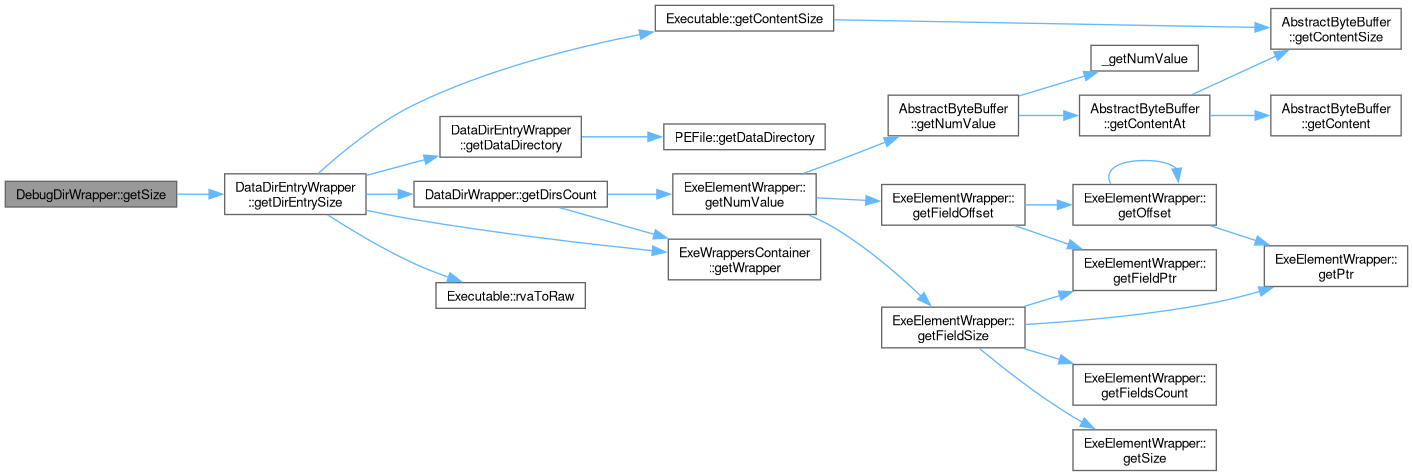 DebugDirWrapper::getSize
DataDirEntryWrapper
::getDirEntrySize
Executable::getContentSize
DataDirEntryWrapper
::getDataDirectory
DataDirWrapper::getDirsCount
Executable::rvaToRaw
PEFile::getDataDirectory
ExeElementWrapper::
getNumValue
ExeWrappersContainer
::getWrapper
AbstractByteBuffer
::getNumValue
ExeElementWrapper::
getFieldOffset
ExeElementWrapper::
getFieldSize
_getNumValue
AbstractByteBuffer
::getContentAt
ExeElementWrapper::
getOffset
ExeElementWrapper::
getFieldPtr
ExeElementWrapper::
getFieldsCount
ExeElementWrapper::
getSize
AbstractByteBuffer
::getContentSize
AbstractByteBuffer
::getContent
ExeElementWrapper::
getPtr